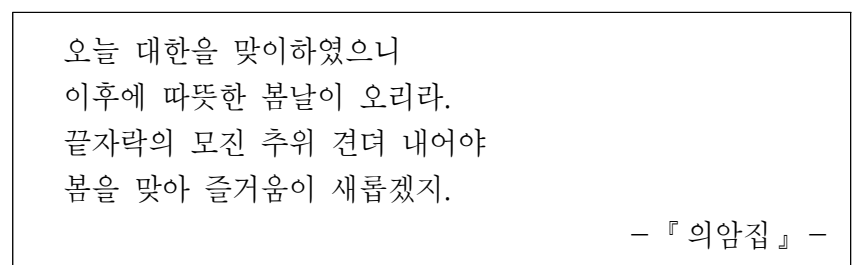 오늘 대한을 맞이하였으니
이후에 따뜻한 봄날이 오리라.
끝자락의 모진 추위 견뎌 내어야
봄을 맞아 즐거움이 새롭겠지.
-『의암집』-